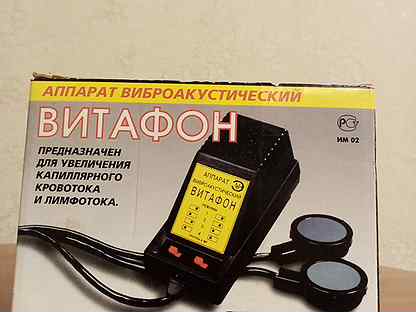 АППАРАТ ВИБРОАКУСТИЧЕСКИЙ
ВИТАФОН
РСТ
ИМ 02
ПРЕДНАЗНАЧЕН
ДЛЯ УВЕЛИЧЕНИЯ
КАПИЛЛЯРНОГО
КРОВОТОКА
И ЛИМФОТОКА.
АППАРАТ
ВИБРОАКУСТИЧЕСКИЙ
ВИТАФОН